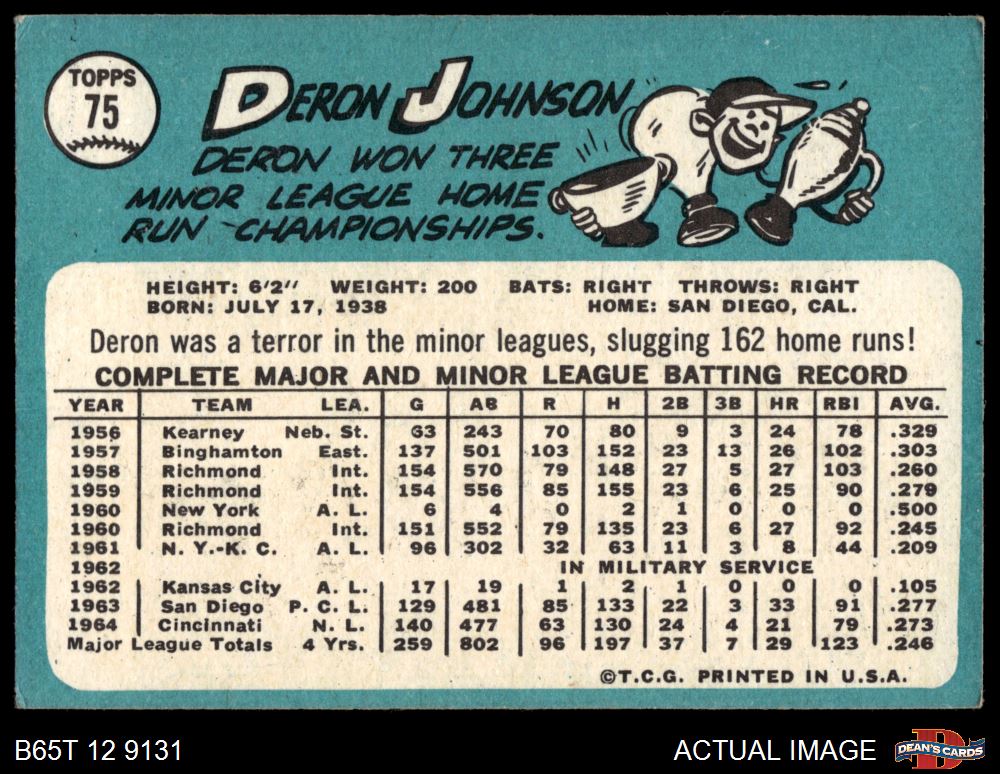 TOPPS
75
DERON JOHNSON
DERON WON THREE
MINOR LEAGUE HOME
RUN CHAMPIONSHIPS.
HEIGHT: 6'2" WEIGHT: 200 BATS: RIGHT THROWS: RIGHT
BORN: JULY 17, 1938 HOME: SAN DIEGO, CAL.
Deron was a terror in the minor leagues, slugging 162 home runs!
COMPLETE MAJOR AND MINOR LEAGUE BATTING RECORD
YEAR TEAM LEA. G AB R H 2B 3B HR RBI AVG.
1956 Kearney Neb. St. 63 243 70 80 9 3 24 78 .329
1957 Binghamton East. 137 501 103 152 23 13 26 102 .303
1958 Richmond Int. 154 570 79 148 27 5 27 103 .260
1959 Richmond Int. 154 556 85 155 23 6 25 90 .279
1960 New York A. L. 6 4 0 2 1 0 0 0 .500
1960 Richmond Int. 151 552 79 135 23 6 27 92 .245
1961 N. Y.-K. C. A. L. 96 302 32 63 11 3 8 44 .209
1962 IN MILITARY SERVICE
1962 Kansas City A. L. 17 19 1 2 1 0 0 0 .105
1963 San Diego P. C. L. 129 481 85 133 22 3 33 91 .277
1964 Cincinnati N. L. 140 477 63 130 24 4 21 79 .273
Major League Totals 4 Yrs. 259 802 96 197 37 7 29 123 .246
©T.C.G. PRINTED IN U.S.A.
B65T 12 9131 ACTUAL IMAGE DEAN'S CARDS